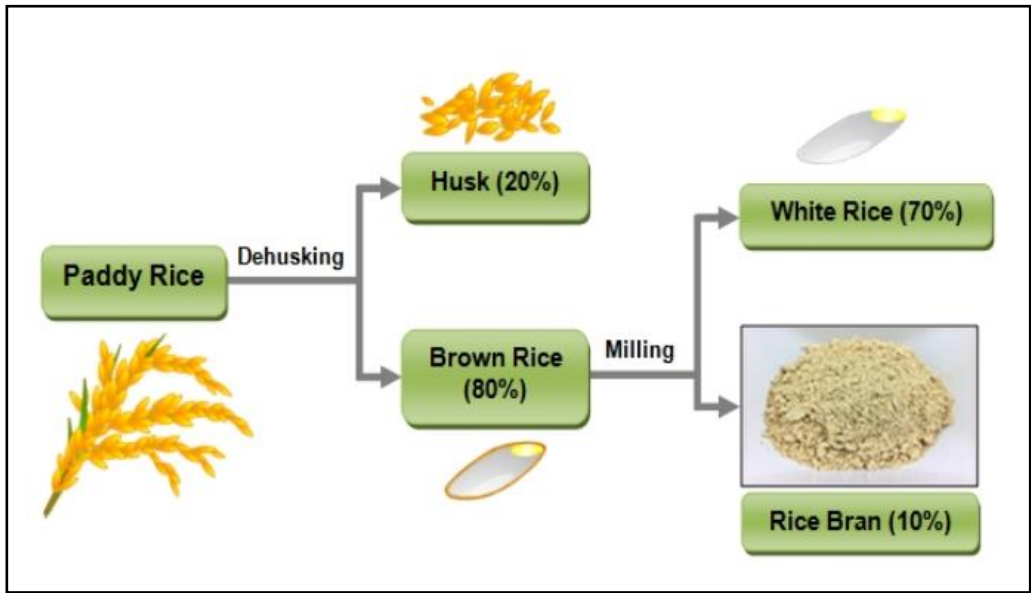 Paddy Rice
Dehusking
Husk (20%)
Brown Rice
(80%)
Milling
White Rice (70%)
Rice Bran (10%)